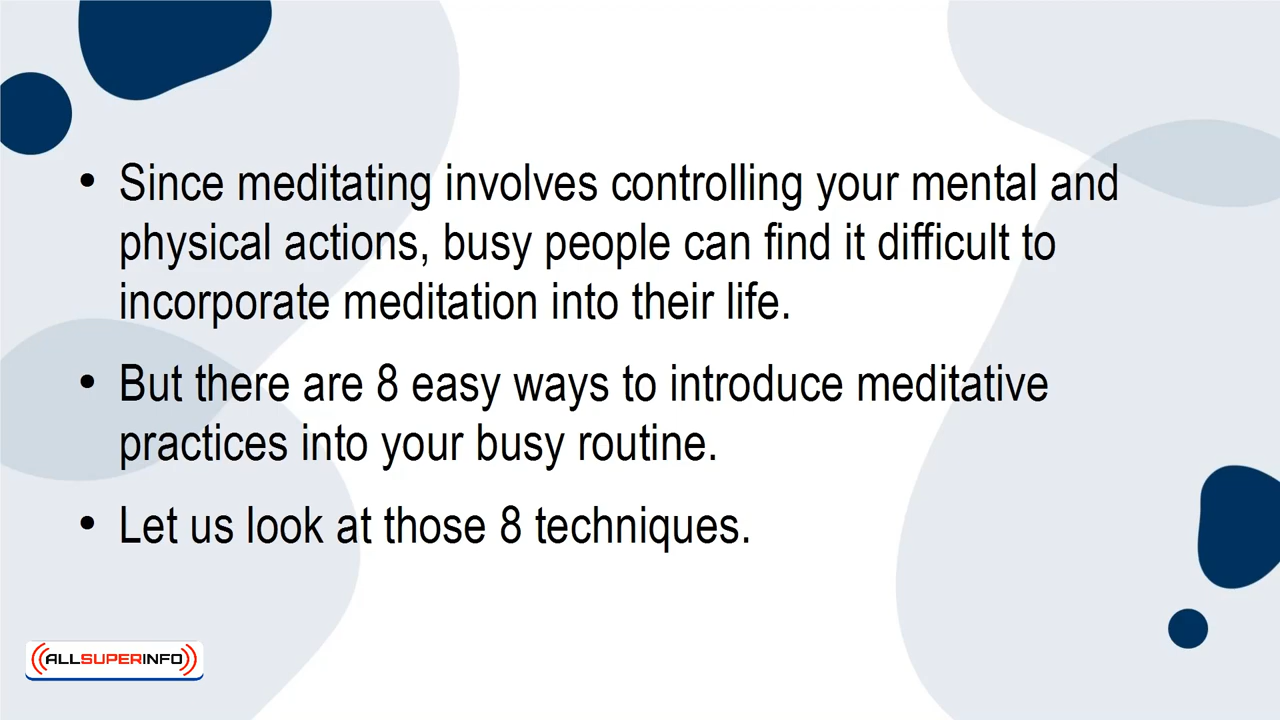 • Since meditating involves controlling your mental and
physical actions, busy people can find it difficult to
incorporate meditation into their life.
• But there are 8 easy ways to introduce meditative
practices into your busy routine.
• Let us look at those 8 techniques.
ALLSUPERINFO